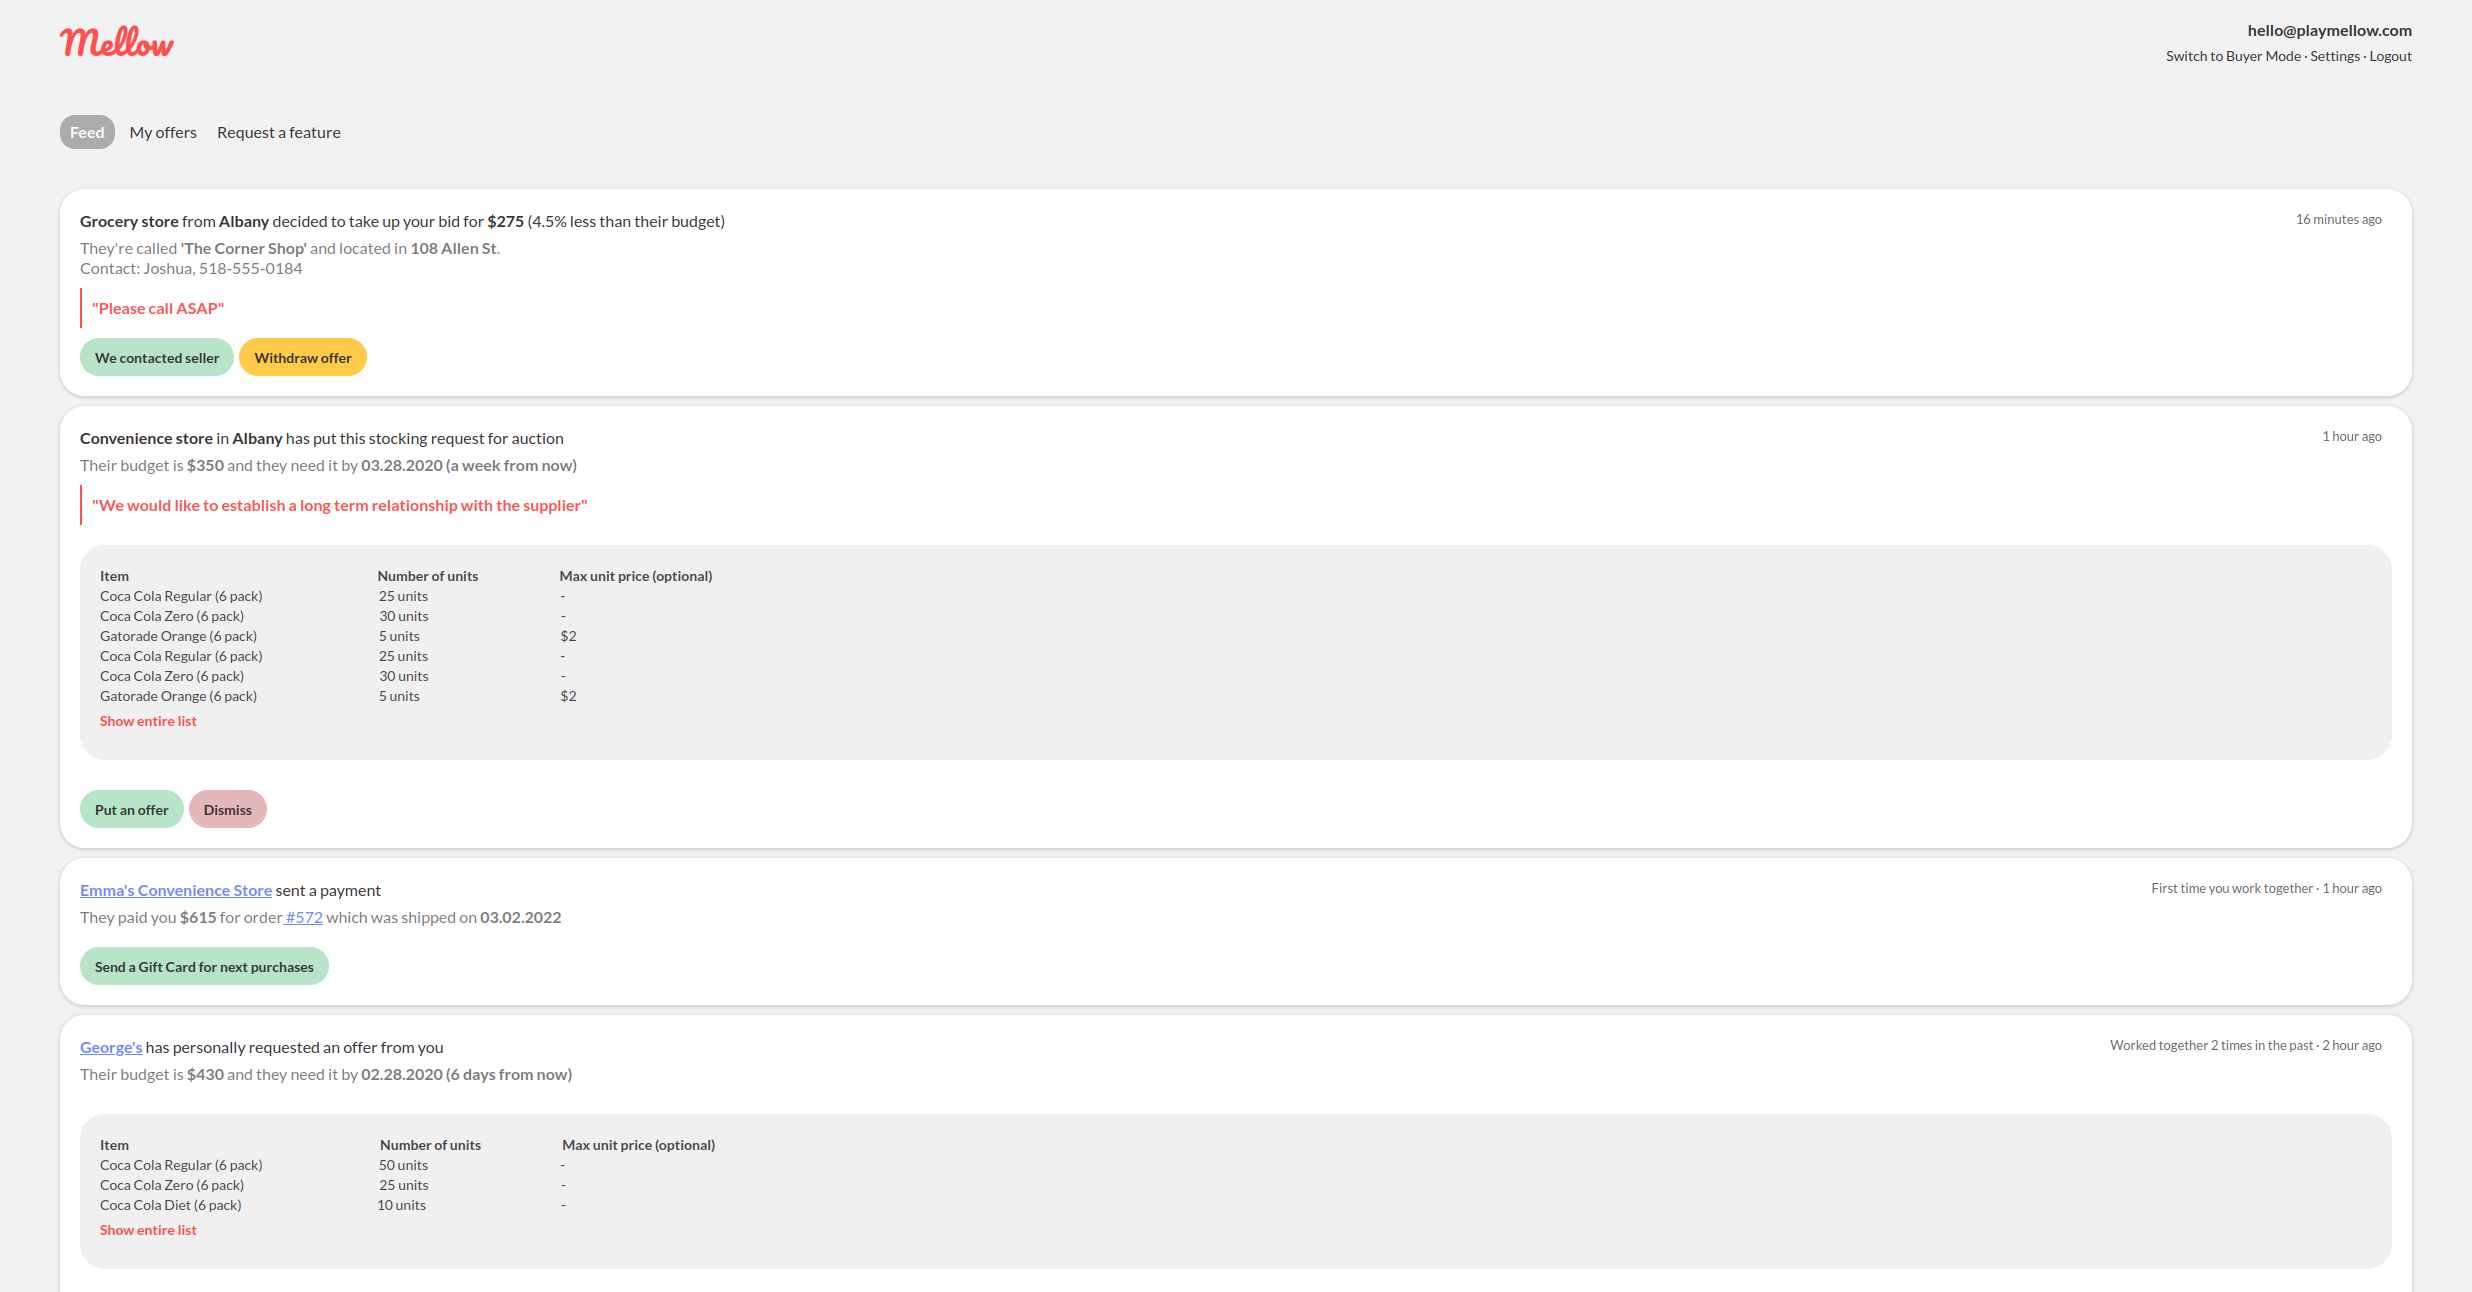 Mellow
hello@playmellow.com
Switch to Buyer Mode · Settings · Logout
Feed My offers Request a feature
Grocery store from Albany decided to take up your bid for $275 (4.5% less than their budget) 16 minutes ago
They're called 'The Corner Shop' and located in 108 Allen St.
Contact: Joshua, 518-555-0184
"Please call ASAP"
We contacted seller Withdraw offer
Convenience store in Albany has put this stocking request for auction 1 hour ago
Their budget is $350 and they need it by 03.28.2020 (a week from now)
"We would like to establish a long term relationship with the supplier"
Item Number of units Max unit price (optional)
Coca Cola Regular (6 pack) 25 units -
Coca Cola Zero (6 pack) 30 units -
Gatorade Orange (6 pack) 5 units $2
Coca Cola Regular (6 pack) 25 units -
Coca Cola Zero (6 pack) 30 units -
Gatorade Orange (6 pack) 5 units $2
Show entire list
Put an offer Dismiss
Emma's Convenience Store sent a payment First time you work together · 1 hour ago
They paid you $615 for order #572 which was shipped on 03.02.2022
Send a Gift Card for next purchases
George's has personally requested an offer from you Worked together 2 times in the past · 2 hour ago
Their budget is $430 and they need it by 02.28.2020 (6 days from now)
Item Number of units Max unit price (optional)
Coca Cola Regular (6 pack) 50 units -
Coca Cola Zero (6 pack) 25 units -
Coca Cola Diet (6 pack) 10 units -
Show entire list